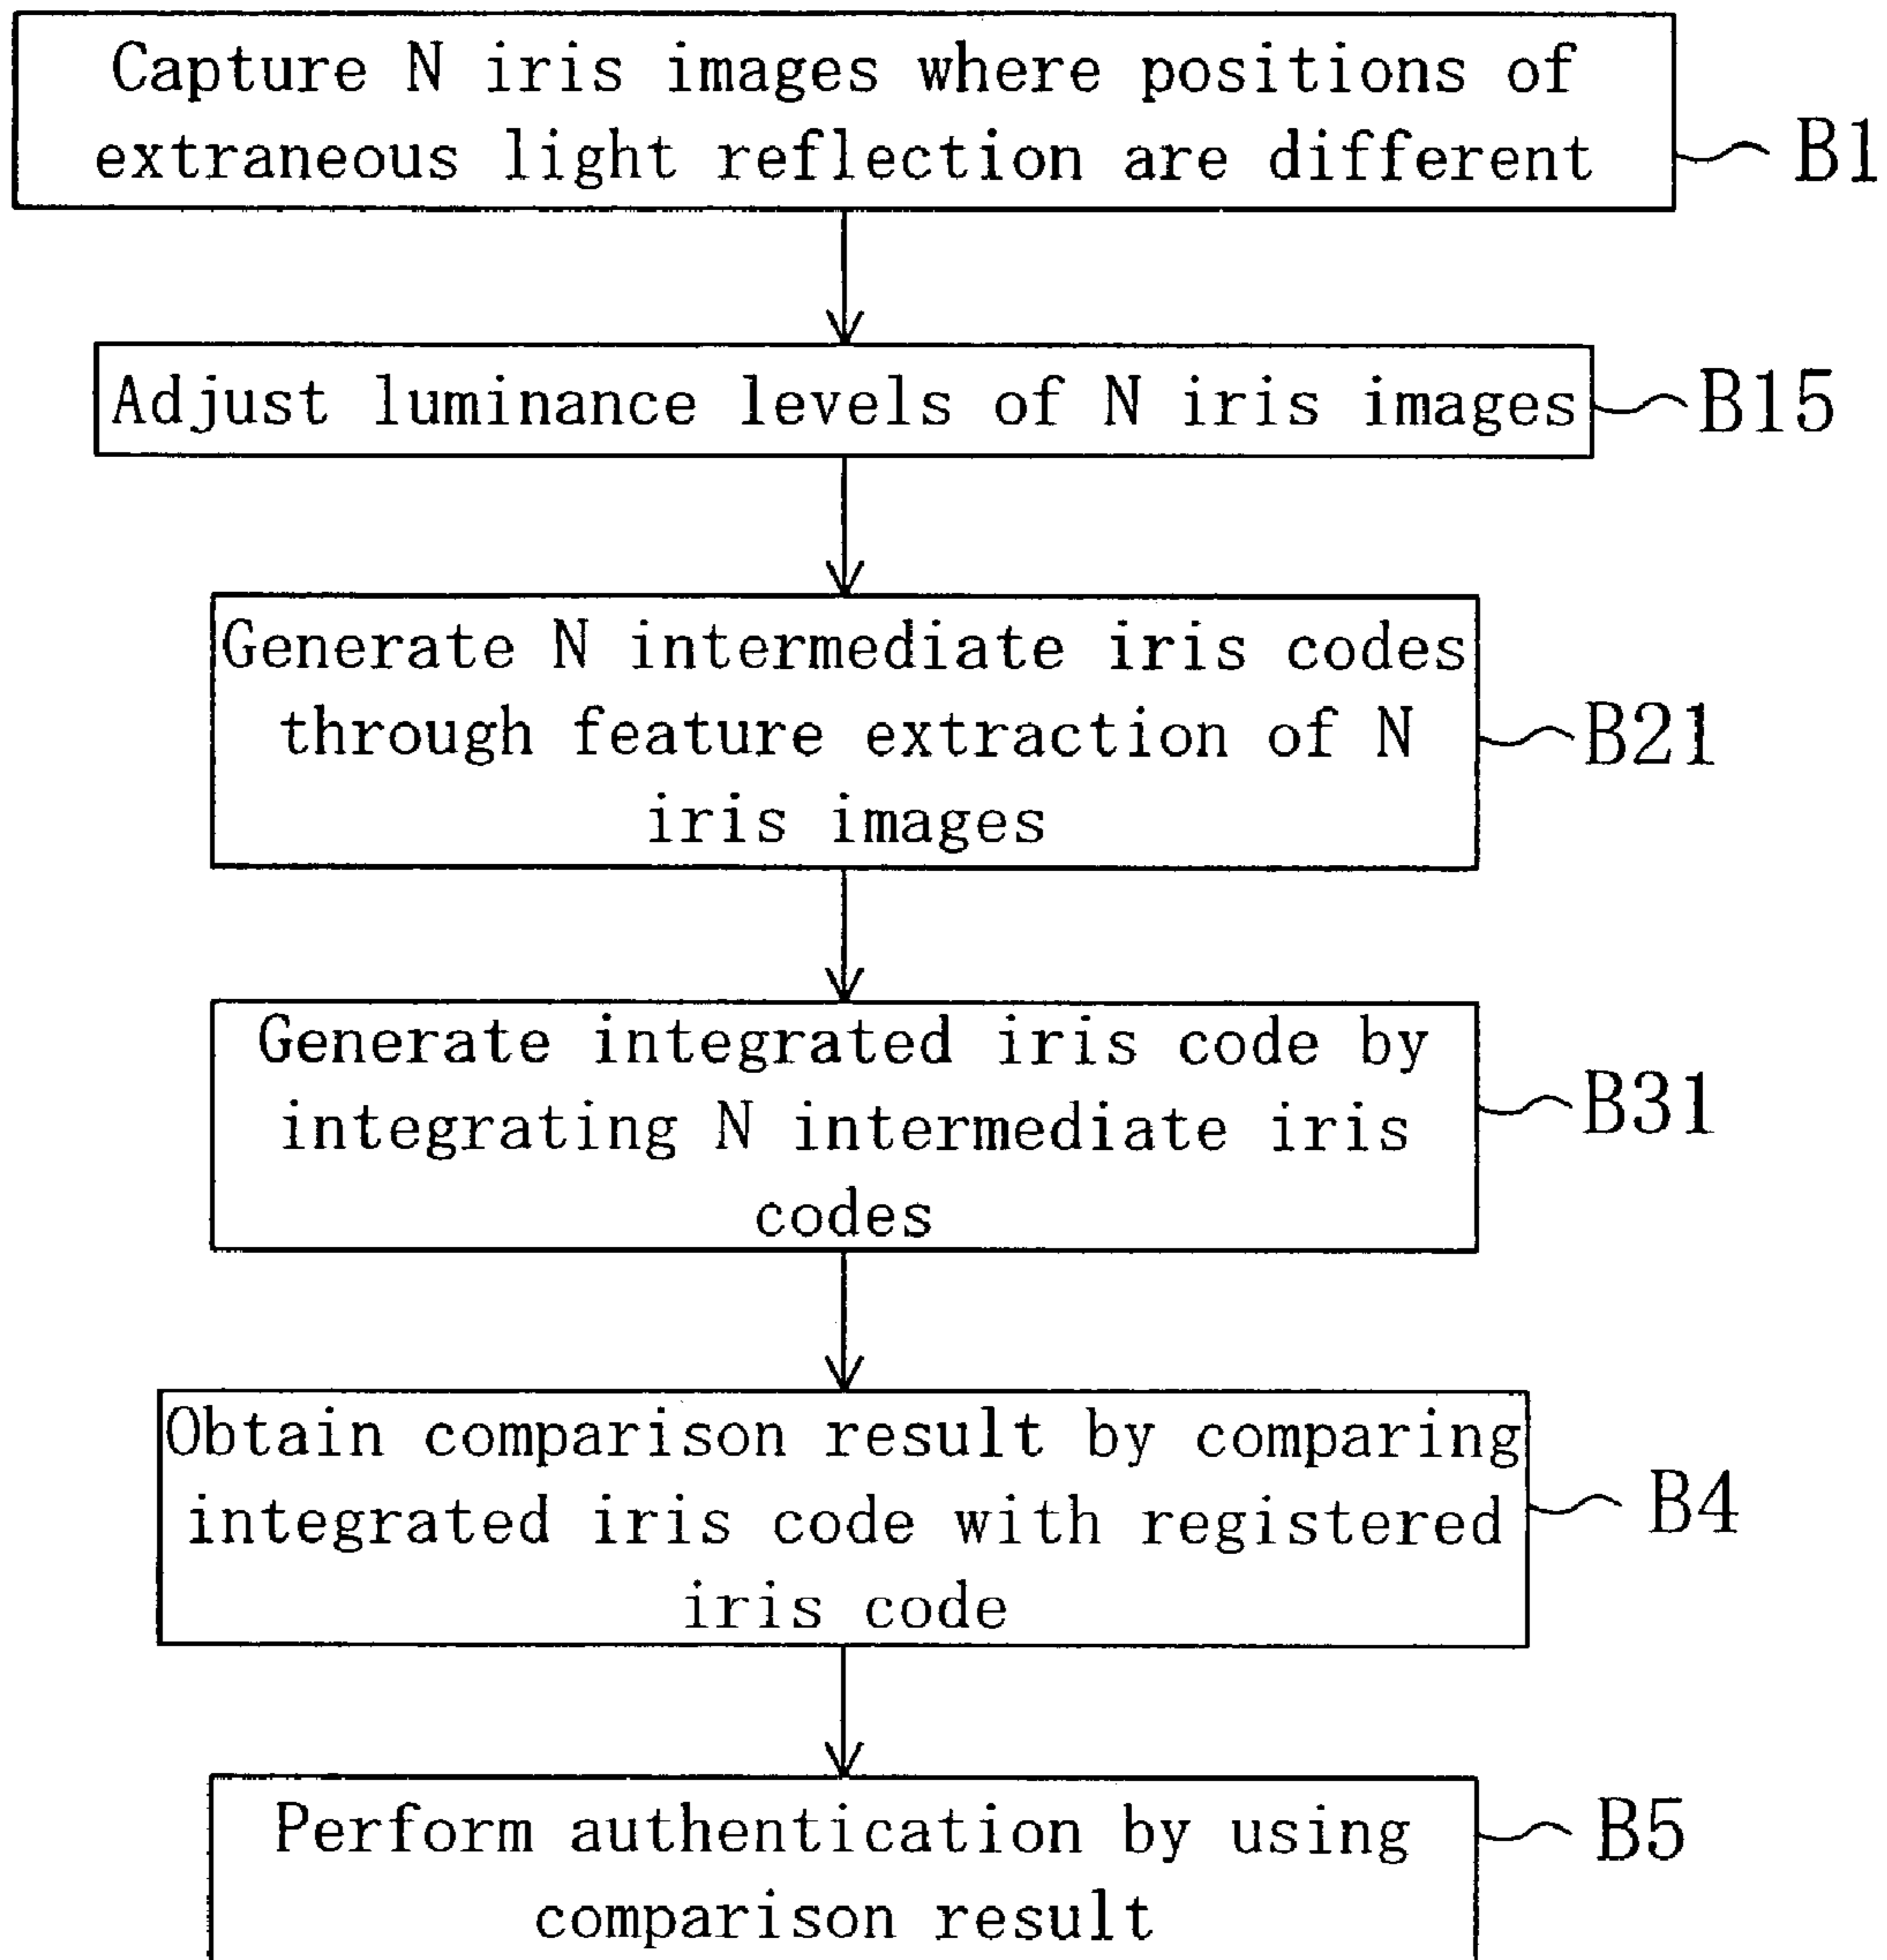 Capture N iris images where positions of
extraneous light reflection are different
B1
Adjust luminance levels of N iris images
B15
Generate N intermediate iris codes
through feature extraction of N
iris images
B21
Generate integrated iris code by
integrating N intermediate iris
codes
B31
Obtain comparison result by comparing
integrated iris code with registered
iris code
B4
Perform authentication by using
comparison result
B5